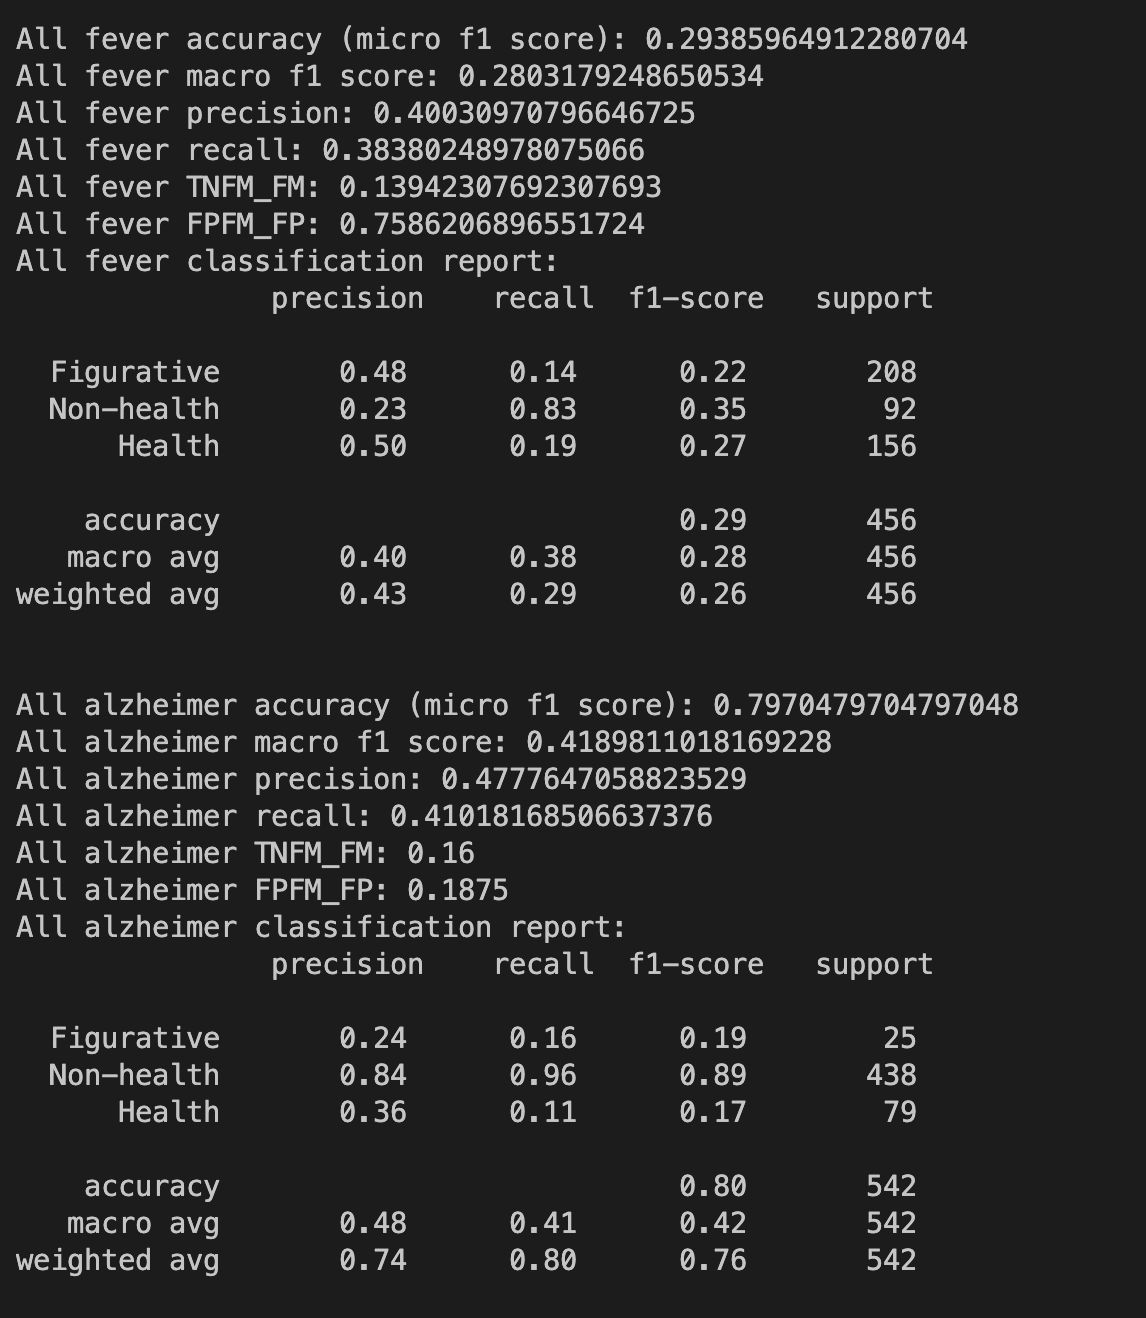 All fever accuracy (micro f1 score): 0.29385964912280704
All fever macro f1 score: 0.2803179248650534
All fever precision: 0.40030970796646725
All fever recall: 0.38380248978075066
All fever TNFM_FM: 0.13942307692307693
All fever FPFM_FP: 0.7586206896551724
All fever classification report:
precision recall f1-score support
Figurative 0.48 0.14 0.22 208
Non-health 0.23 0.83 0.35 92
Health 0.50 0.19 0.27 156
accuracy 0.29 456
macro avg 0.40 0.38 0.28 456
weighted avg 0.43 0.29 0.26 456
All alzheimer accuracy (micro f1 score): 0.7970479704797048
All alzheimer macro f1 score: 0.4189811018169228
All alzheimer precision: 0.4777647058823529
All alzheimer recall: 0.41018168506637376
All alzheimer TNFM_FM: 0.16
All alzheimer FPFM_FP: 0.1875
All alzheimer classification report:
precision recall f1-score support
Figurative 0.24 0.16 0.19 25
Non-health 0.84 0.96 0.89 438
Health 0.36 0.11 0.17 79
accuracy 0.80 542
macro avg 0.48 0.41 0.42 542
weighted avg 0.74 0.80 0.76 542